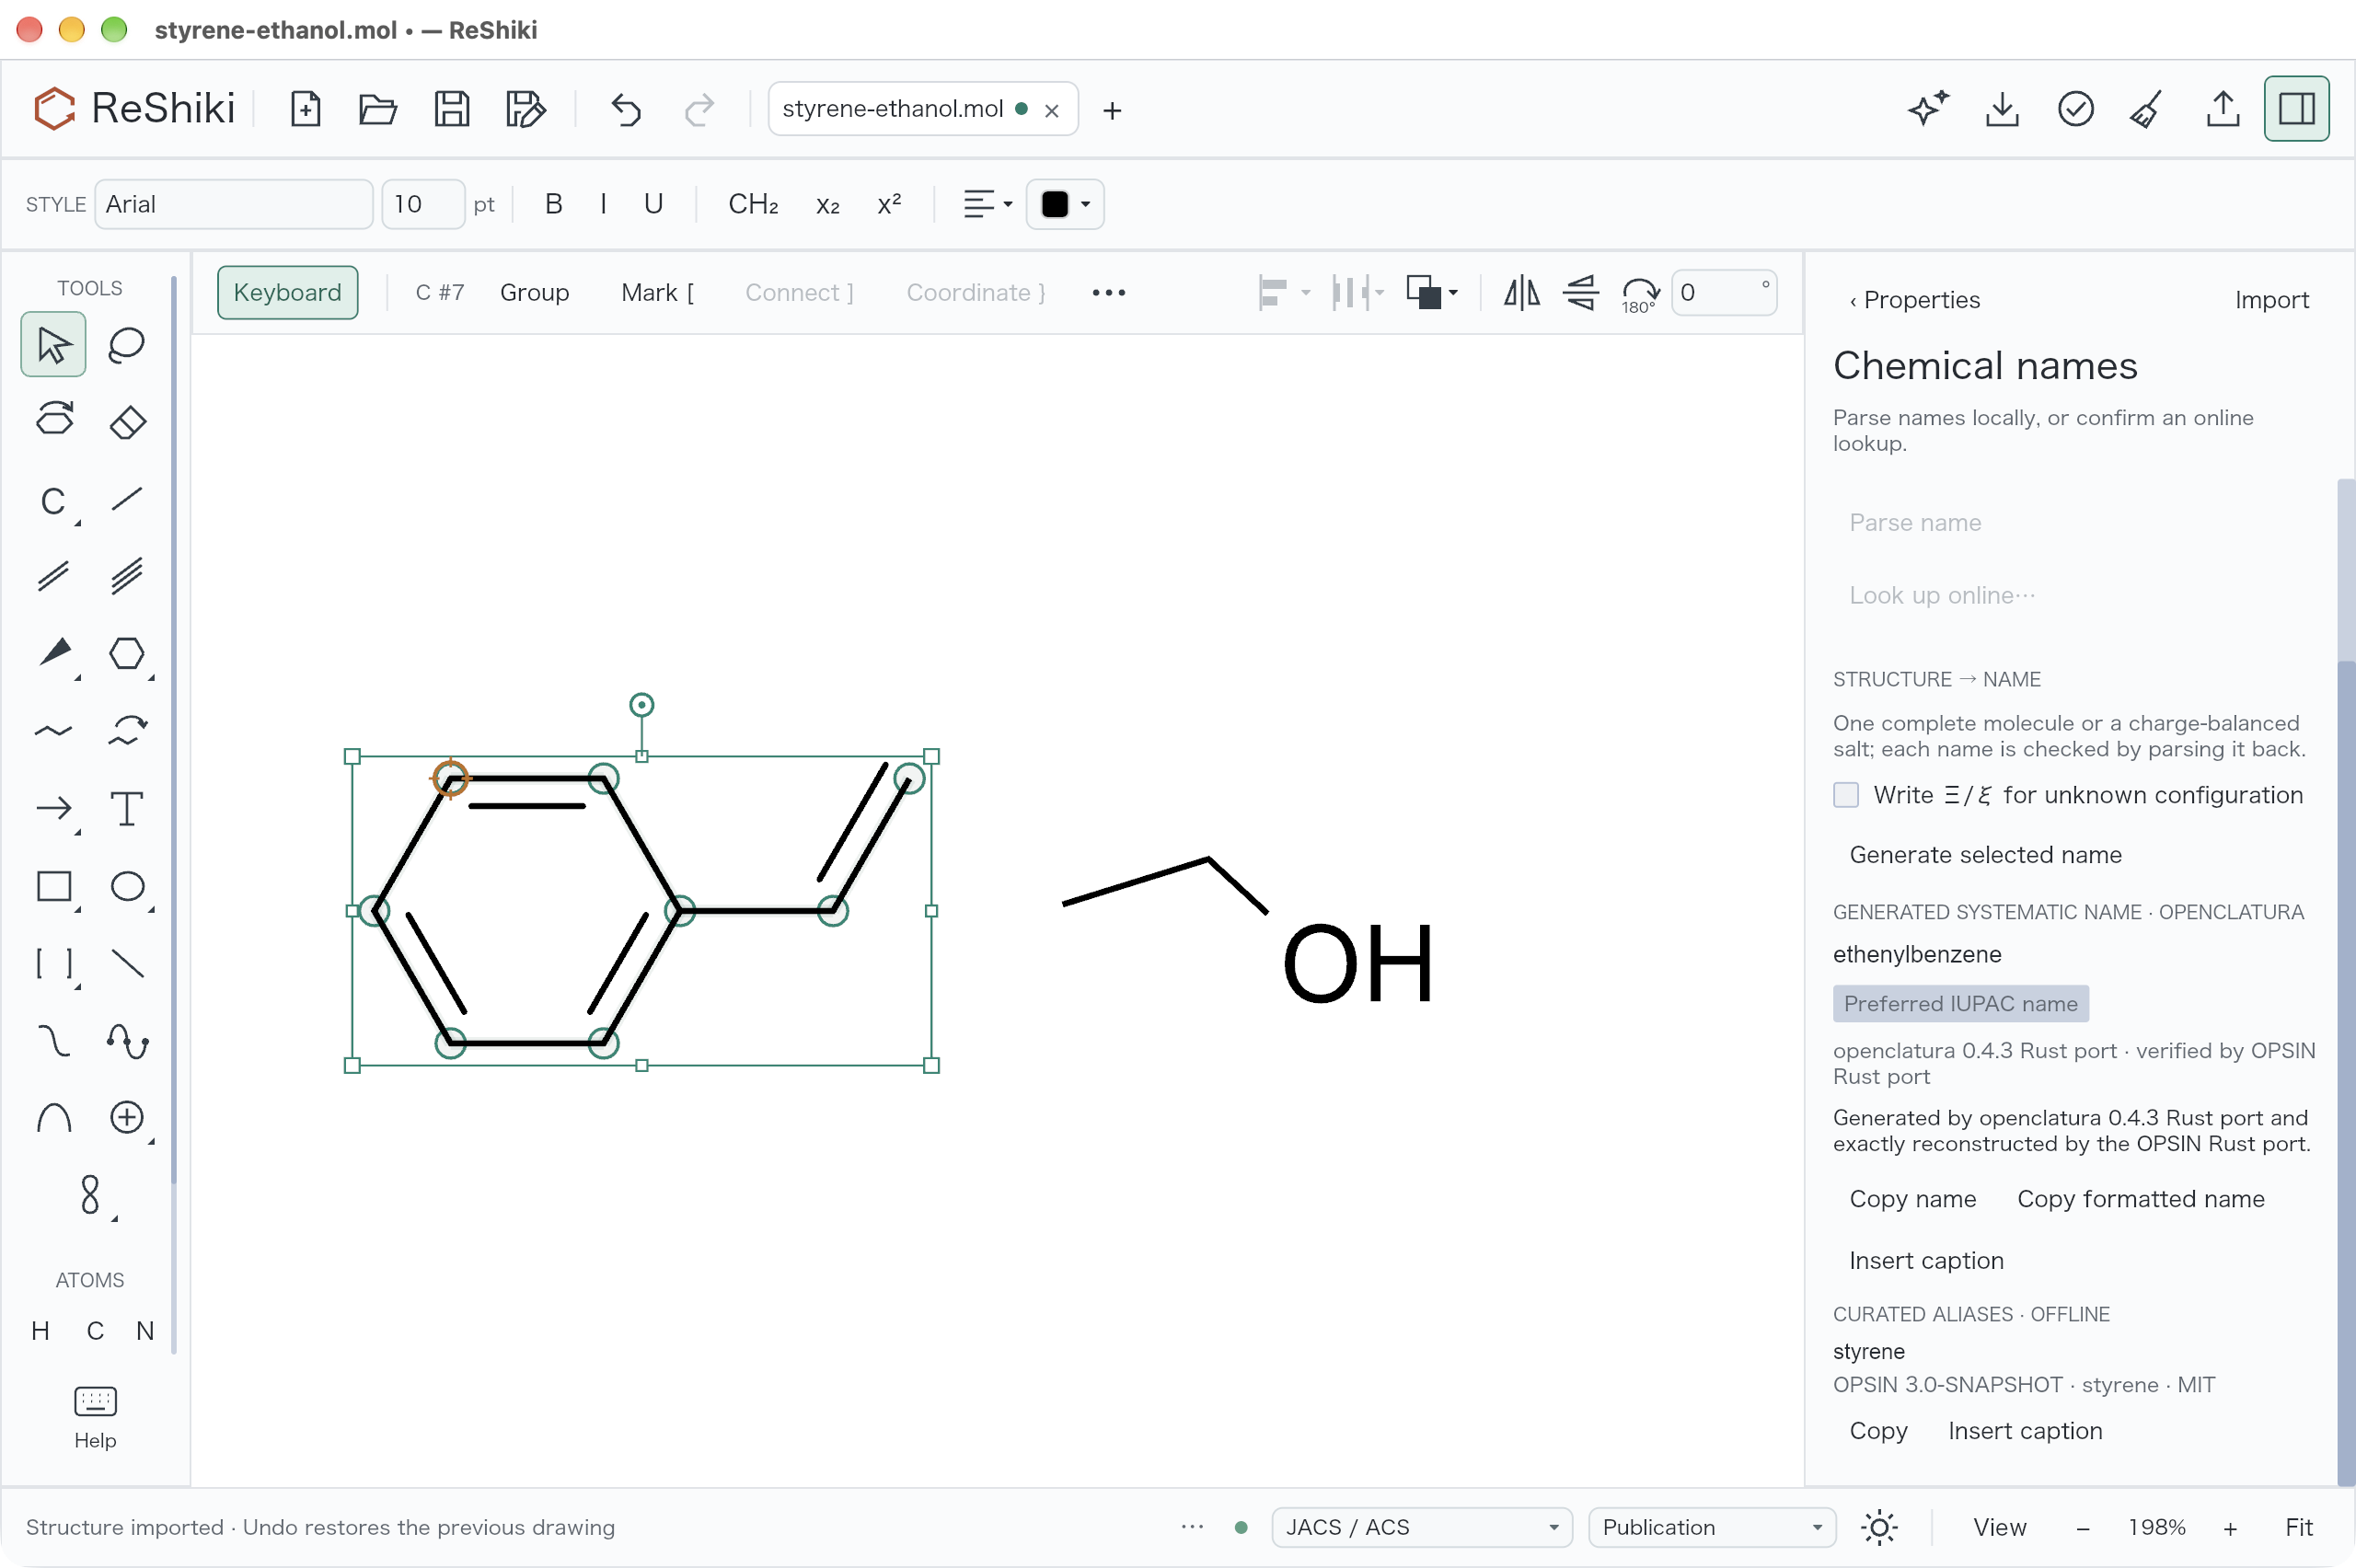 styrene-ethanol.mol • — ReShiki
ReShiki
styrene-ethanol.mol
STYLE Arial 10 pt B I U CH₂ x₂ x²
TOOLS
Keyboard C #7 Group Mark [ Connect ] Coordinate } •••
180°
0 °
C
T
ATOMS
H C N
Help
OH
‹ Properties Import
Chemical names
Parse names locally, or confirm an online
lookup.
Parse name
Look up online…
STRUCTURE → NAME
One complete molecule or a charge-balanced
salt; each name is checked by parsing it back.
Write Ξ/ξ for unknown configuration
Generate selected name
GENERATED SYSTEMATIC NAME · OPENCLATURA
ethenylbenzene
Preferred IUPAC name
openclatura 0.4.3 Rust port · verified by OPSIN
Rust port
Generated by openclatura 0.4.3 Rust port and
exactly reconstructed by the OPSIN Rust port.
Copy name Copy formatted name
Insert caption
CURATED ALIASES · OFFLINE
styrene
OPSIN 3.0-SNAPSHOT · styrene · MIT
Copy Insert caption
Structure imported · Undo restores the previous drawing
… JACS / ACS Publication View − 198% + Fit